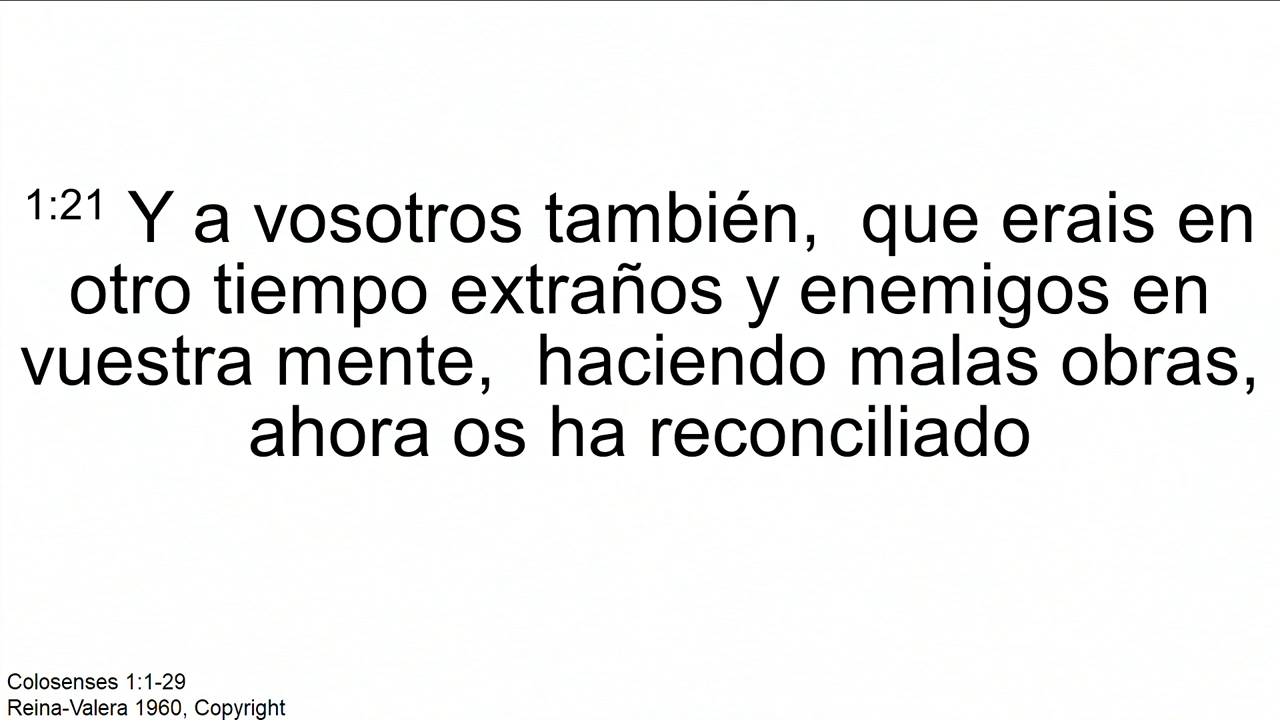 1:21 Y a vosotros también,  que erais en
otro tiempo extraños y enemigos en
vuestra mente,  haciendo malas obras,
ahora os ha reconciliado
Colosenses 1:1-29
Reina-Valera 1960, Copyright